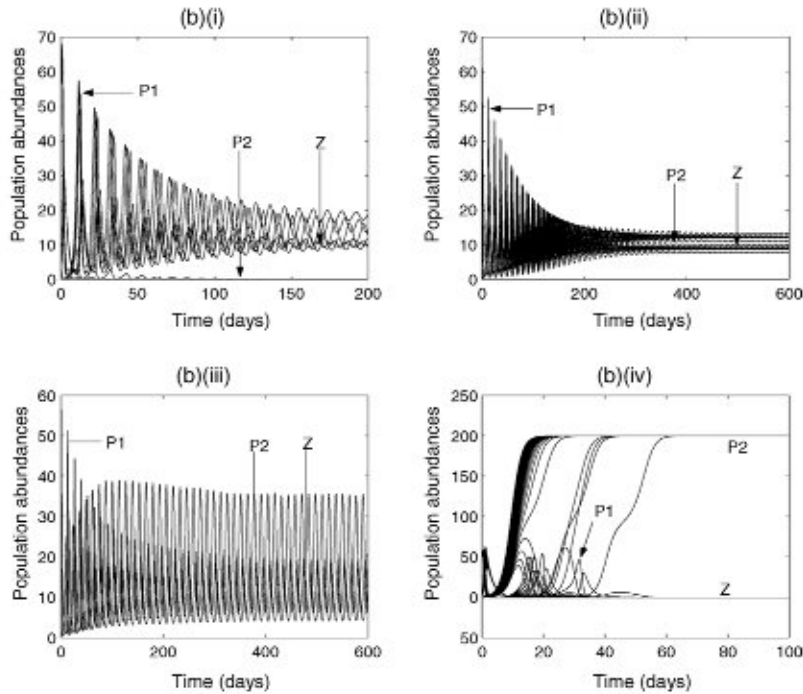 (b)(i)
Population abundances
70
60
50
40
30
20
10
0
P1
P2
Z
0 50 100 150 200
Time (days)
(b)(ii)
Population abundances
70
60
50
40
30
20
10
0
P1
P2
Z
0 200 400 600
Time (days)
(b)(iii)
Population abundances
60
50
40
30
20
10
0
P1
P2
Z
0 200 400 600
Time (days)
(b)(iv)
Population abundances
250
200
150
100
50
0
50
P2
P1
Z
0 20 40 60 80 100
Time (days)